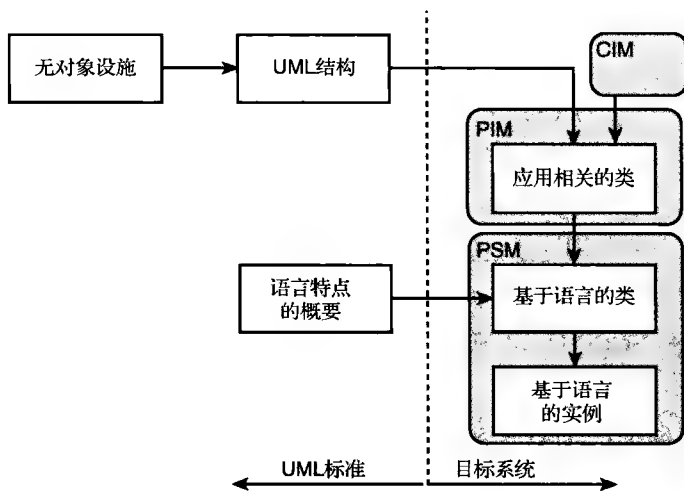 无对象设施
UML结构
CIM
PIM
应用相关的类
PSM
语言特点
的概要
基于语言的类
基于语言
的实例
UML标准
目标系统